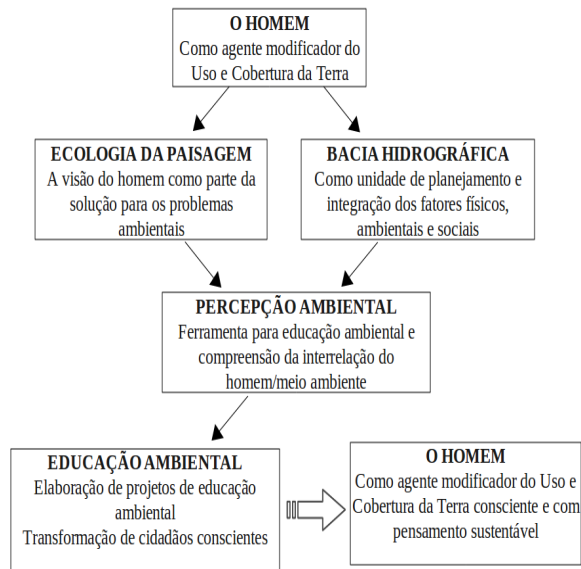 O HOMEM
Como agente modificador do
Uso e Cobertura da Terra
ECOLOGIA DA PAISAGEM
A visão do homem como parte da
solução para os problemas
ambientais
BACIA HIDROGRÁFICA
Como unidade de planejamento e
integração dos fatores físicos,
ambientais e sociais
PERCEPÇÃO AMBIENTAL
Ferramenta para educação ambiental e
compreensão da interrelação do
homem/meio ambiente
EDUCAÇÃO AMBIENTAL
Elaboração de projetos de educação
ambiental
Transformação de cidadãos conscientes
O HOMEM
Como agente modificador do Uso e
Cobertura da Terra consciente e com
pensamento sustentável